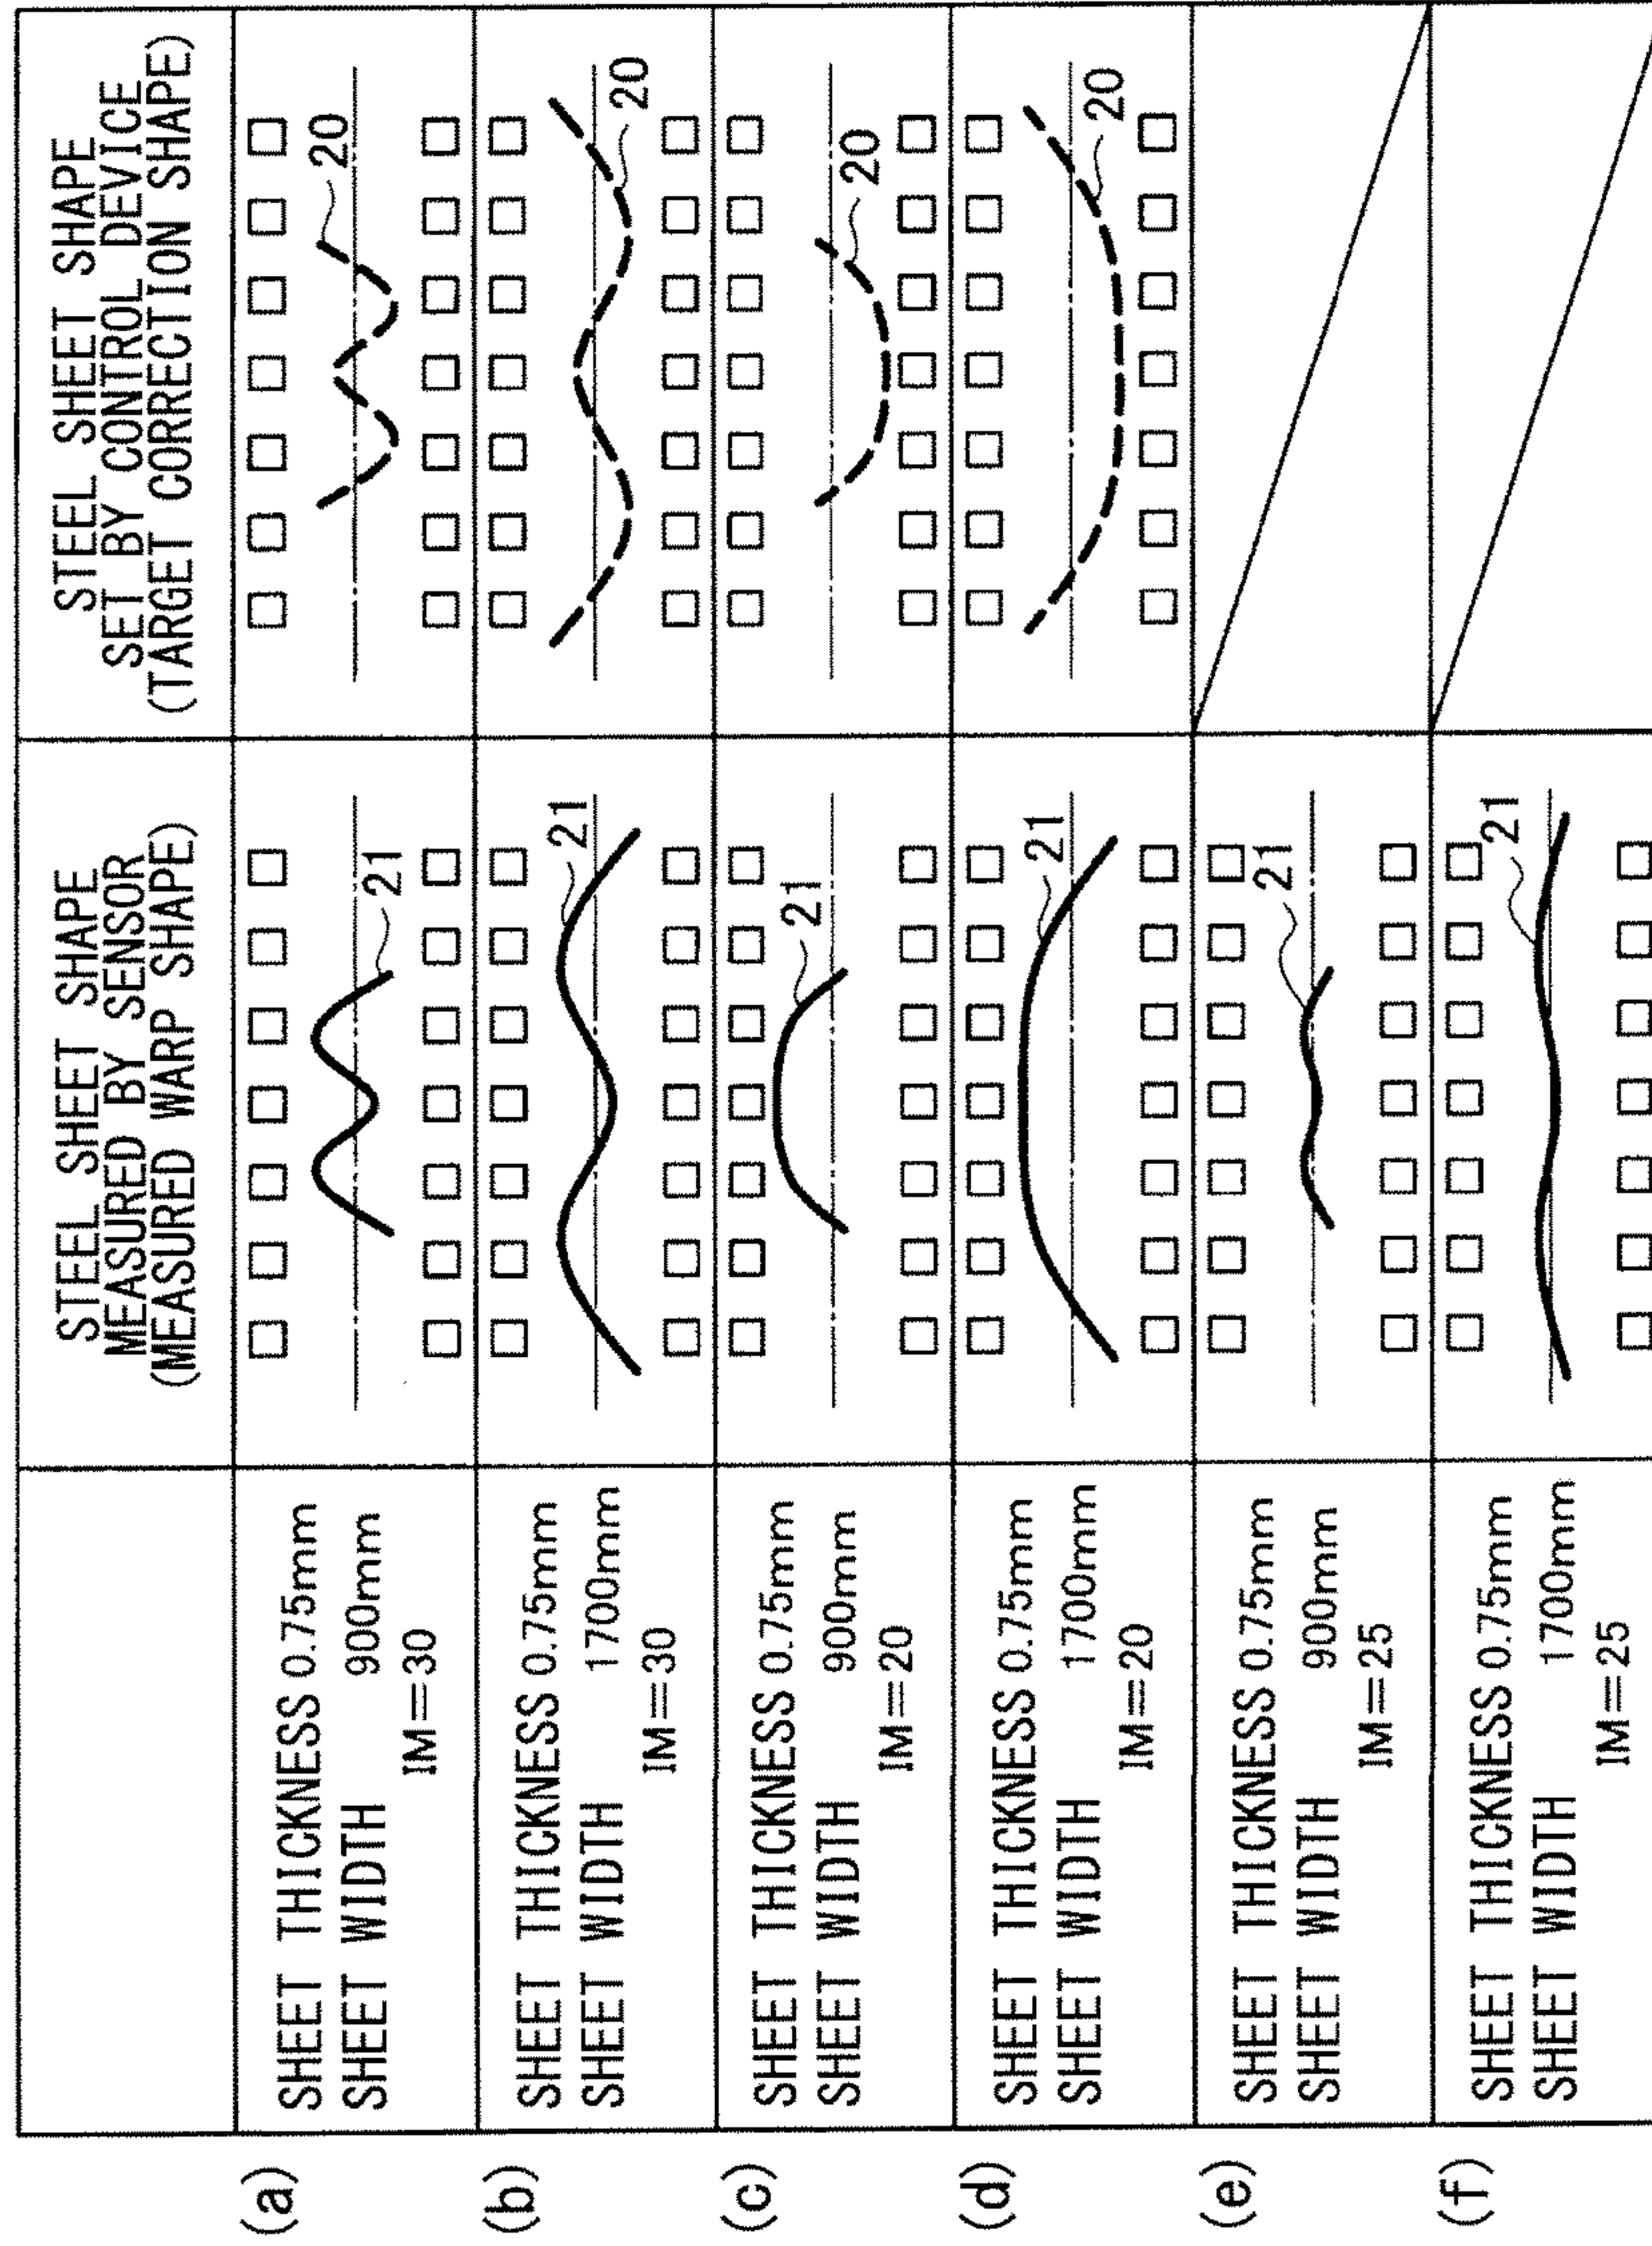 STEEL SHEET SHAPE
MEASURED BY SENSOR
(MEASURED WARP SHAPE)
STEEL SHEET SHAPE
SET BY CONTROL DEVICE
(TARGET CORRECTION SHAPE)
(a)
SHEET THICKNESS 0.75mm
SHEET WIDTH 900mm
IM=30
21
20
(b)
SHEET THICKNESS 0.75mm
SHEET WIDTH 1700mm
IM=30
21
20
(c)
SHEET THICKNESS 0.75mm
SHEET WIDTH 900mm
IM=20
21
20
(d)
SHEET THICKNESS 0.75mm
SHEET WIDTH 1700mm
IM=20
21
20
(e)
SHEET THICKNESS 0.75mm
SHEET WIDTH 900mm
IM=25
21
(f)
SHEET THICKNESS 0.75mm
SHEET WIDTH 1700mm
IM=25
21